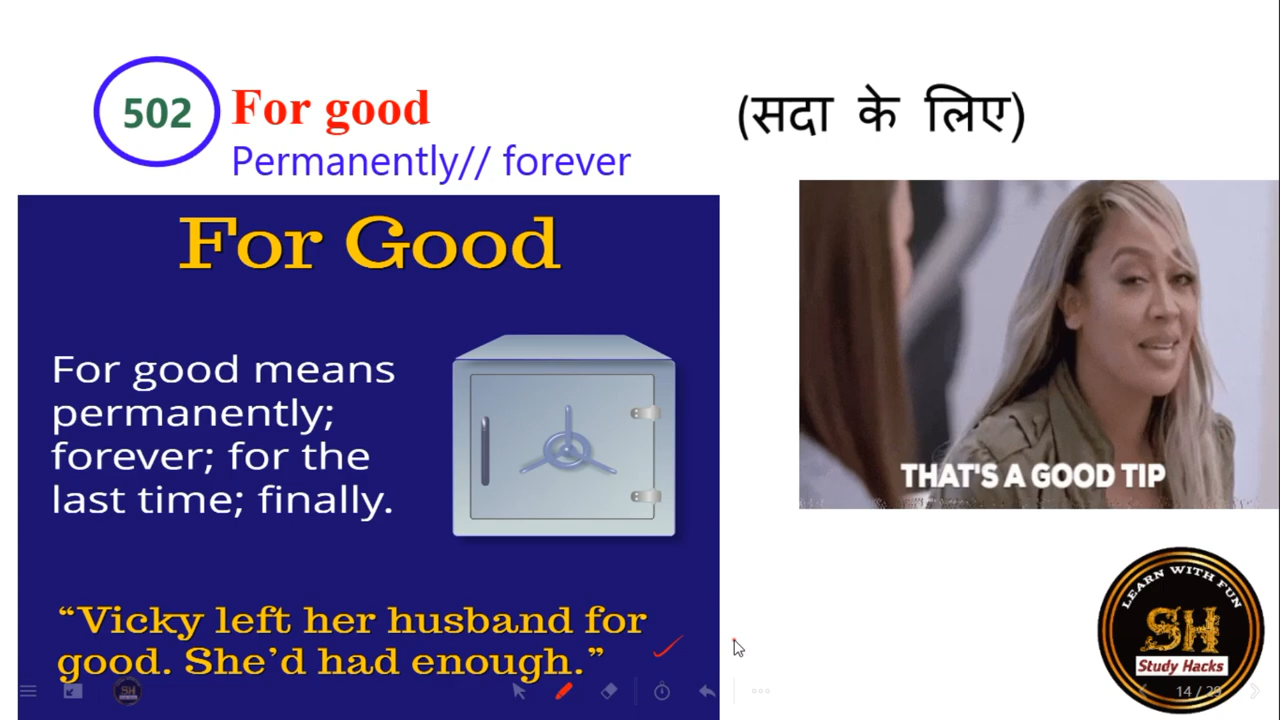 502
For good
(सदा के लिए)
Permanently// forever
For Good
For good means
permanently;
forever; for the
last time; finally.
“Vicky left her husband for
good. She’d had enough.”
THAT'S A GOOD TIP
LEARN WITH FUN
SH
Study Hacks
14 / 29